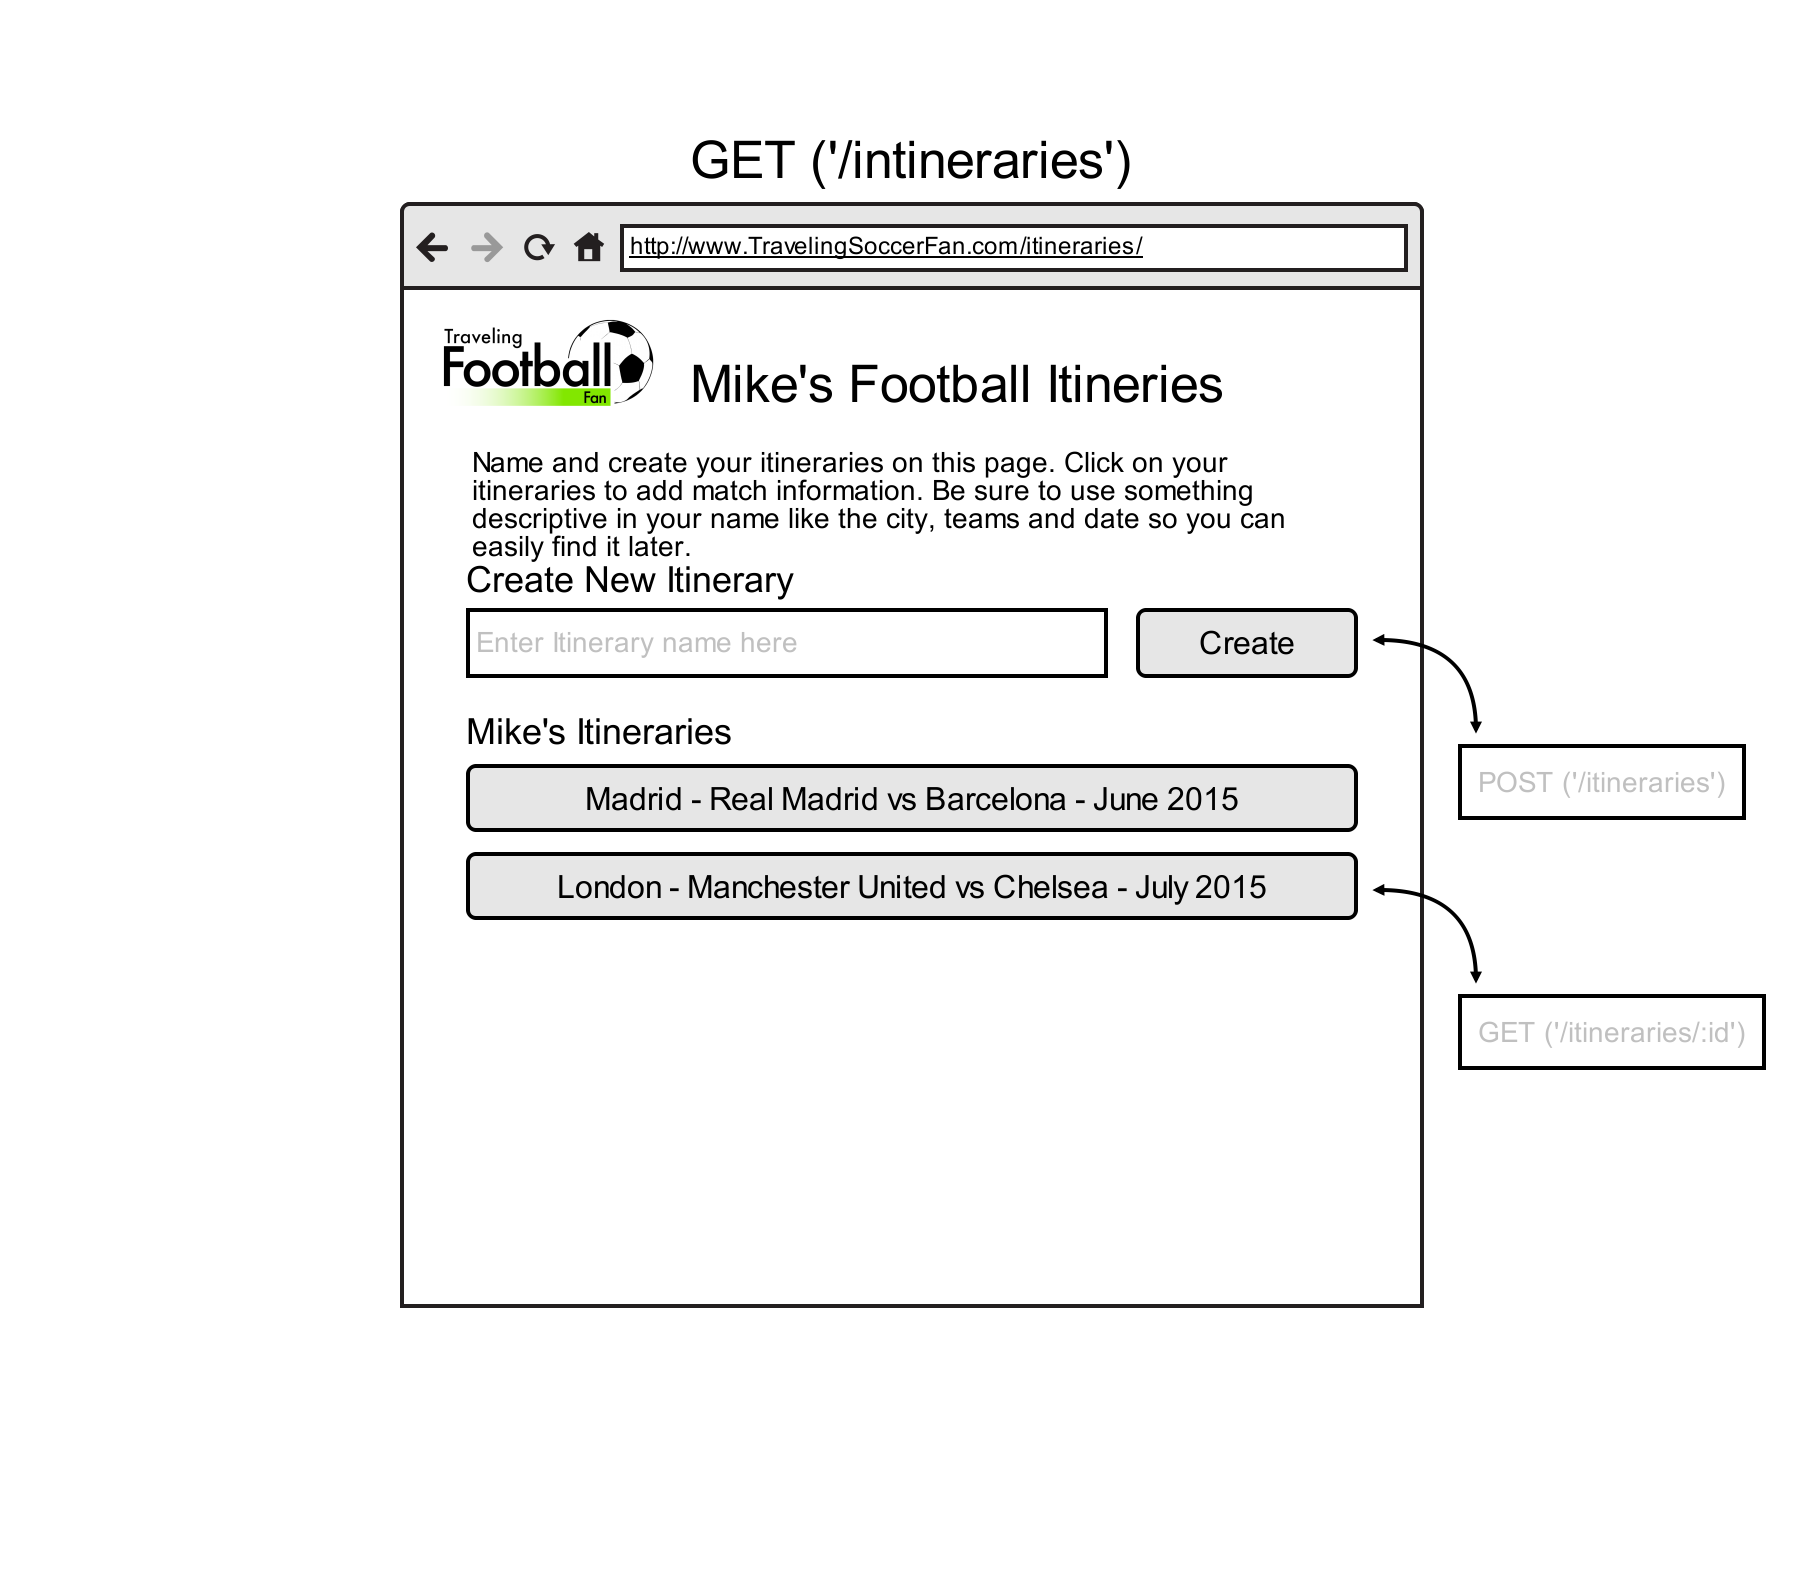 GET ('/intineraries')
http://www.TravelingSoccerFan.com/itineraries/
Traveling
Football
Fan
Mike's Football Itineries
Name and create your itineraries on this page. Click on your
itineraries to add match information. Be sure to use something
descriptive in your name like the city, teams and date so you can
easily find it later.
Create New Itinerary
Enter Itinerary name here
Create
Mike's Itineraries
POST ('/itineraries')
Madrid - Real Madrid vs Barcelona - June 2015
London - Manchester United vs Chelsea - July 2015
GET ('/itineraries/:id')